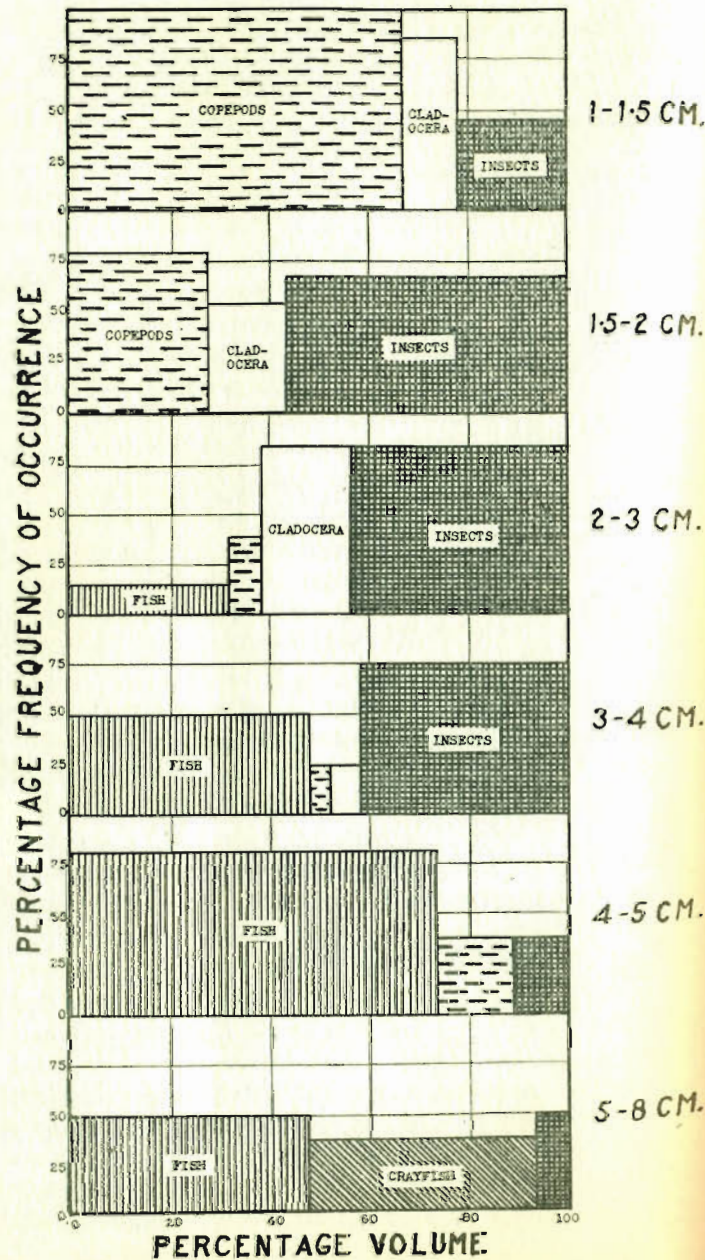 75
50
25
0
COPEPODS
CLAD-
OCERA
INSECTS
1-1·5 CM.
75
50
25
0
COPEPODS
CLAD-
OCERA
INSECTS
1·5-2 CM.
75
50
25
0
FISH
CLADOCERA
INSECTS
2-3 CM.
75
50
25
0
FISH
INSECTS
3-4 CM.
75
50
25
0
FISH
4-5 CM.
75
50
25
0
FISH
CRAYFISH
5-8 CM.
0 20 40 60 80 100
PERCENTAGE FREQUENCY OF OCCURRENCE
PERCENTAGE VOLUME